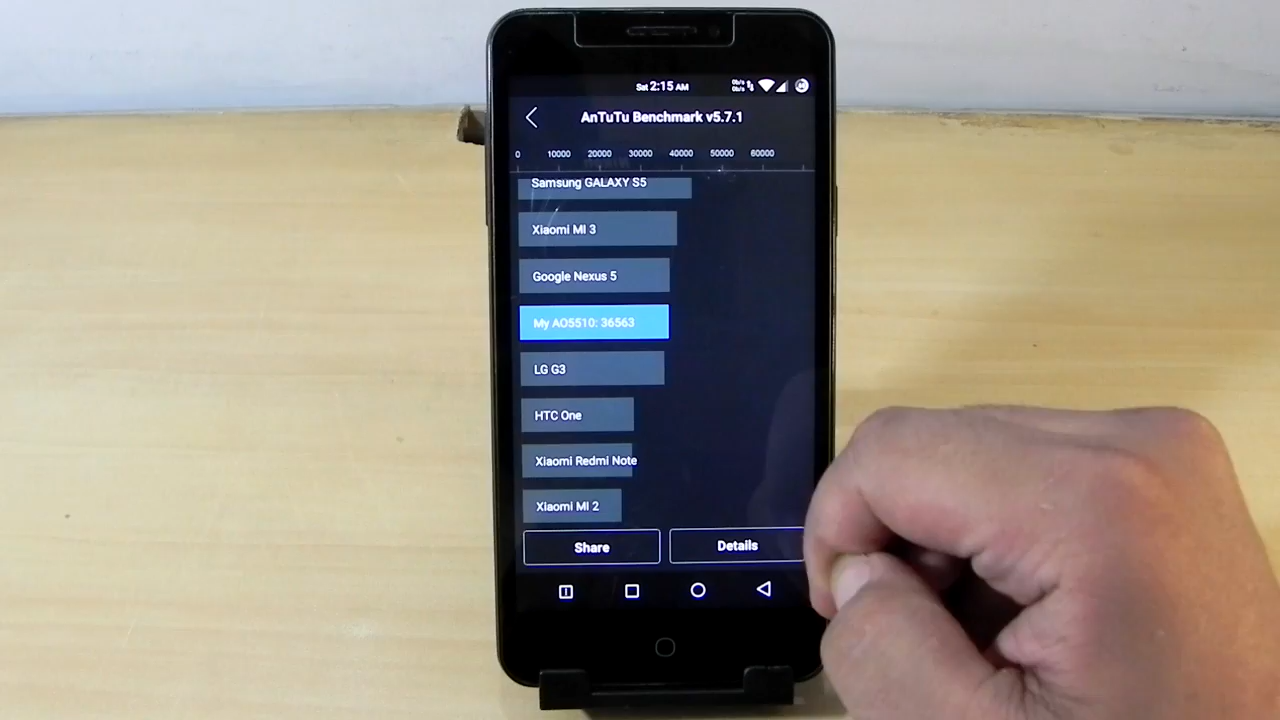 Sat 2:15 AM
0b/s
0b/s
AnTuTu Benchmark v5.7.1
0 10000 20000 30000 40000 50000 60000
Samsung GALAXY S5
Xiaomi MI 3
Google Nexus 5
My AO5510: 36563
LG G3
HTC One
Xiaomi Redmi Note
Xiaomi MI 2
Share Details